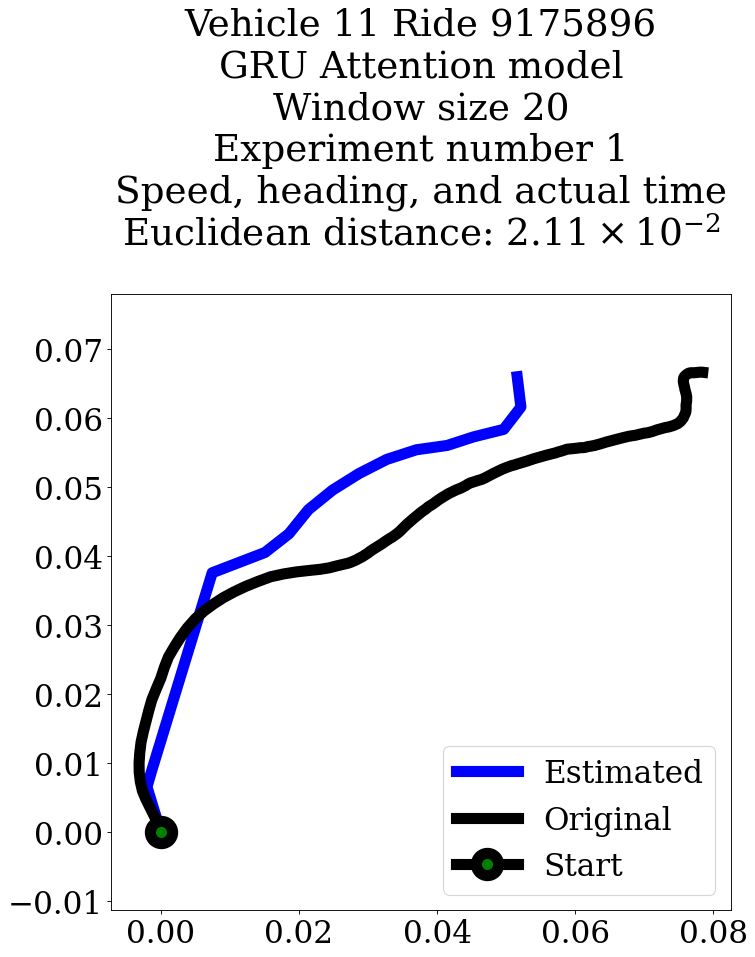 Vehicle 11 Ride 9175896
GRU Attention model
Window size 20
Experiment number 1
Speed, heading, and actual time
Euclidean distance: 2.11 × 10⁻²
0.07
0.06
0.05
0.04
0.03
0.02
0.01
0.00
−0.01
Estimated
Original
Start
0.00 0.02 0.04 0.06 0.08